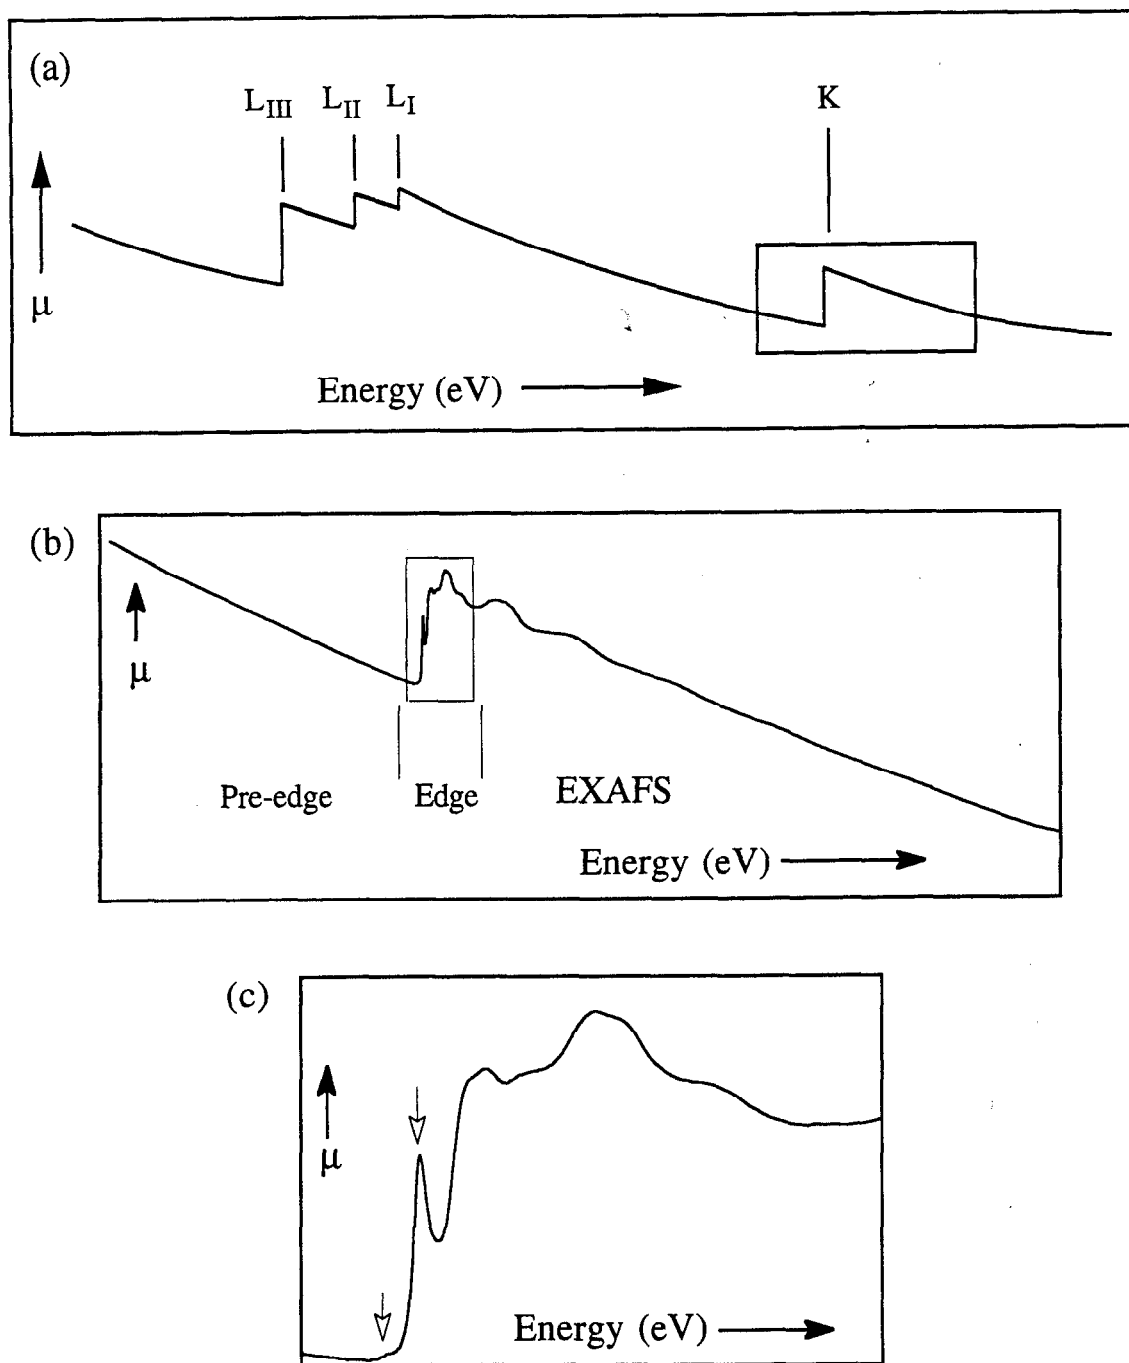 (a)
L_III L_II L_I K
μ
Energy (eV)
(b)
μ
Pre-edge Edge EXAFS
Energy (eV)
(c)
μ
Energy (eV)